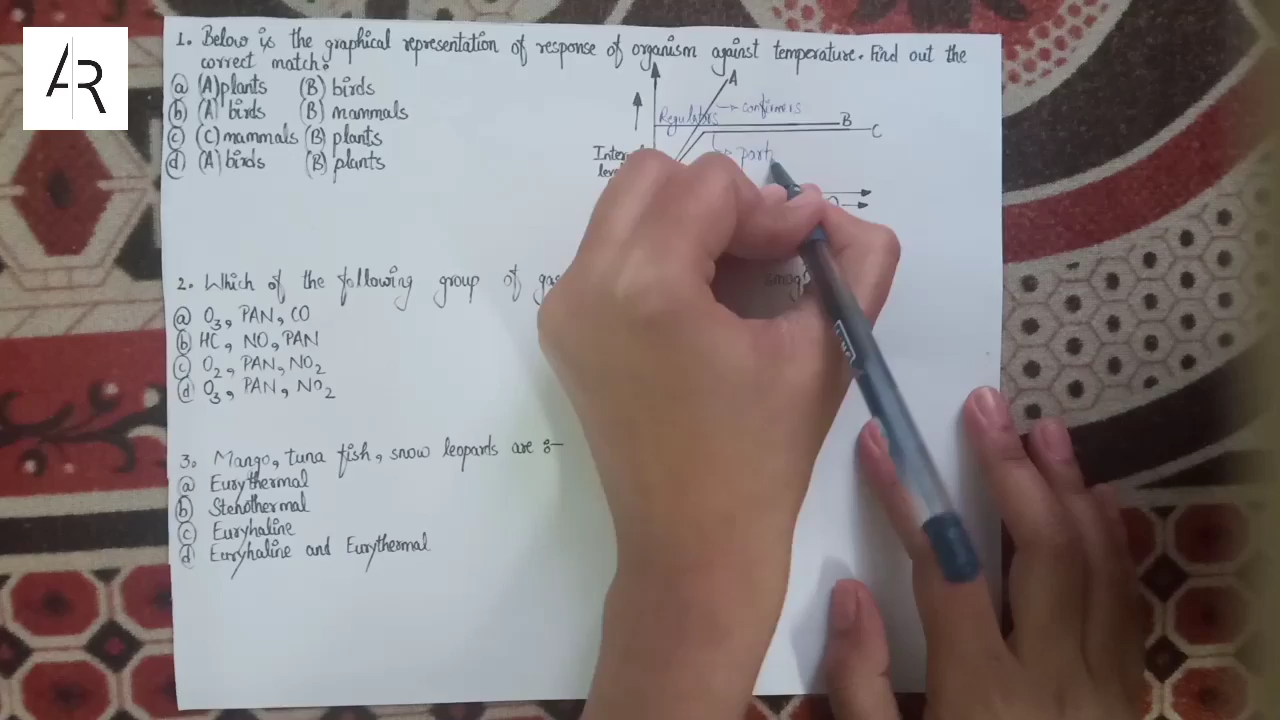 AR
1. Below is the graphical representation of response of organism against temperature. Find out the
correct match:
(a) (A) plants (B) birds
(b) (A) birds (B) mammals
(c) (C) mammals (B) plants
(d) (A) birds (B) plants
A
Regulators confirmers
B
C
part
2. Which of the following group of
smog?
(a) O3, PAN, CO
(b) HC, NO, PAN
(c) O2, PAN, NO2
(d) O3, PAN, NO2
3. Mango, tuna fish, snow leopards are :-
(a) Eurythermal
(b) Stenothermal
(c) Euryhaline
(d) Euryhaline and Eurythermal